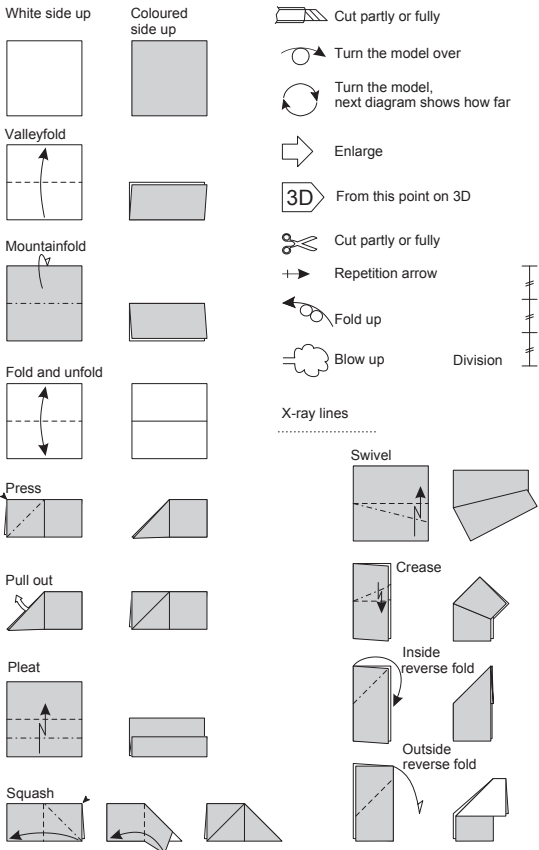 White side up
Coloured
side up
Valleyfold
Mountainfold
Fold and unfold
Press
Pull out
Pleat
Squash
Cut partly or fully
Turn the model over
Turn the model,
next diagram shows how far
Enlarge
3D
From this point on 3D
Cut partly or fully
Repetition arrow
Fold up
Blow up
Division
X-ray lines
Swivel
Crease
Inside
reverse fold
Outside
reverse fold